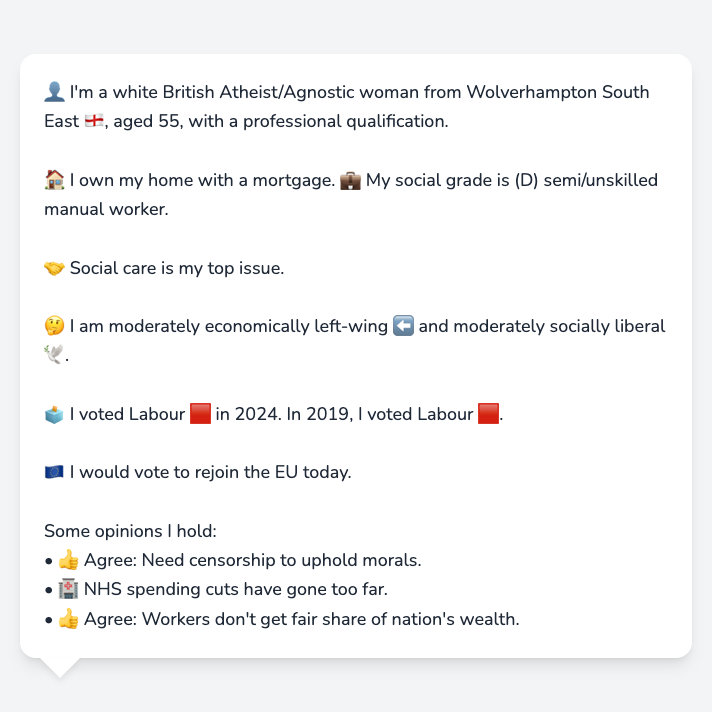 👤 I'm a white British Atheist/Agnostic woman from Wolverhampton South
East 🏴󠁧󠁢󠁥󠁮󠁧󠁿, aged 55, with a professional qualification.
🏠 I own my home with a mortgage. 💼 My social grade is (D) semi/unskilled
manual worker.
🤝 Social care is my top issue.
🤔 I am moderately economically left-wing ⬅️ and moderately socially liberal
🕊️.
🗳️ I voted Labour 🟥 in 2024. In 2019, I voted Labour 🟥.
🇪🇺 I would vote to rejoin the EU today.
Some opinions I hold:
• 👍 Agree: Need censorship to uphold morals.
• 🏥 NHS spending cuts have gone too far.
• 👍 Agree: Workers don't get fair share of nation's wealth.